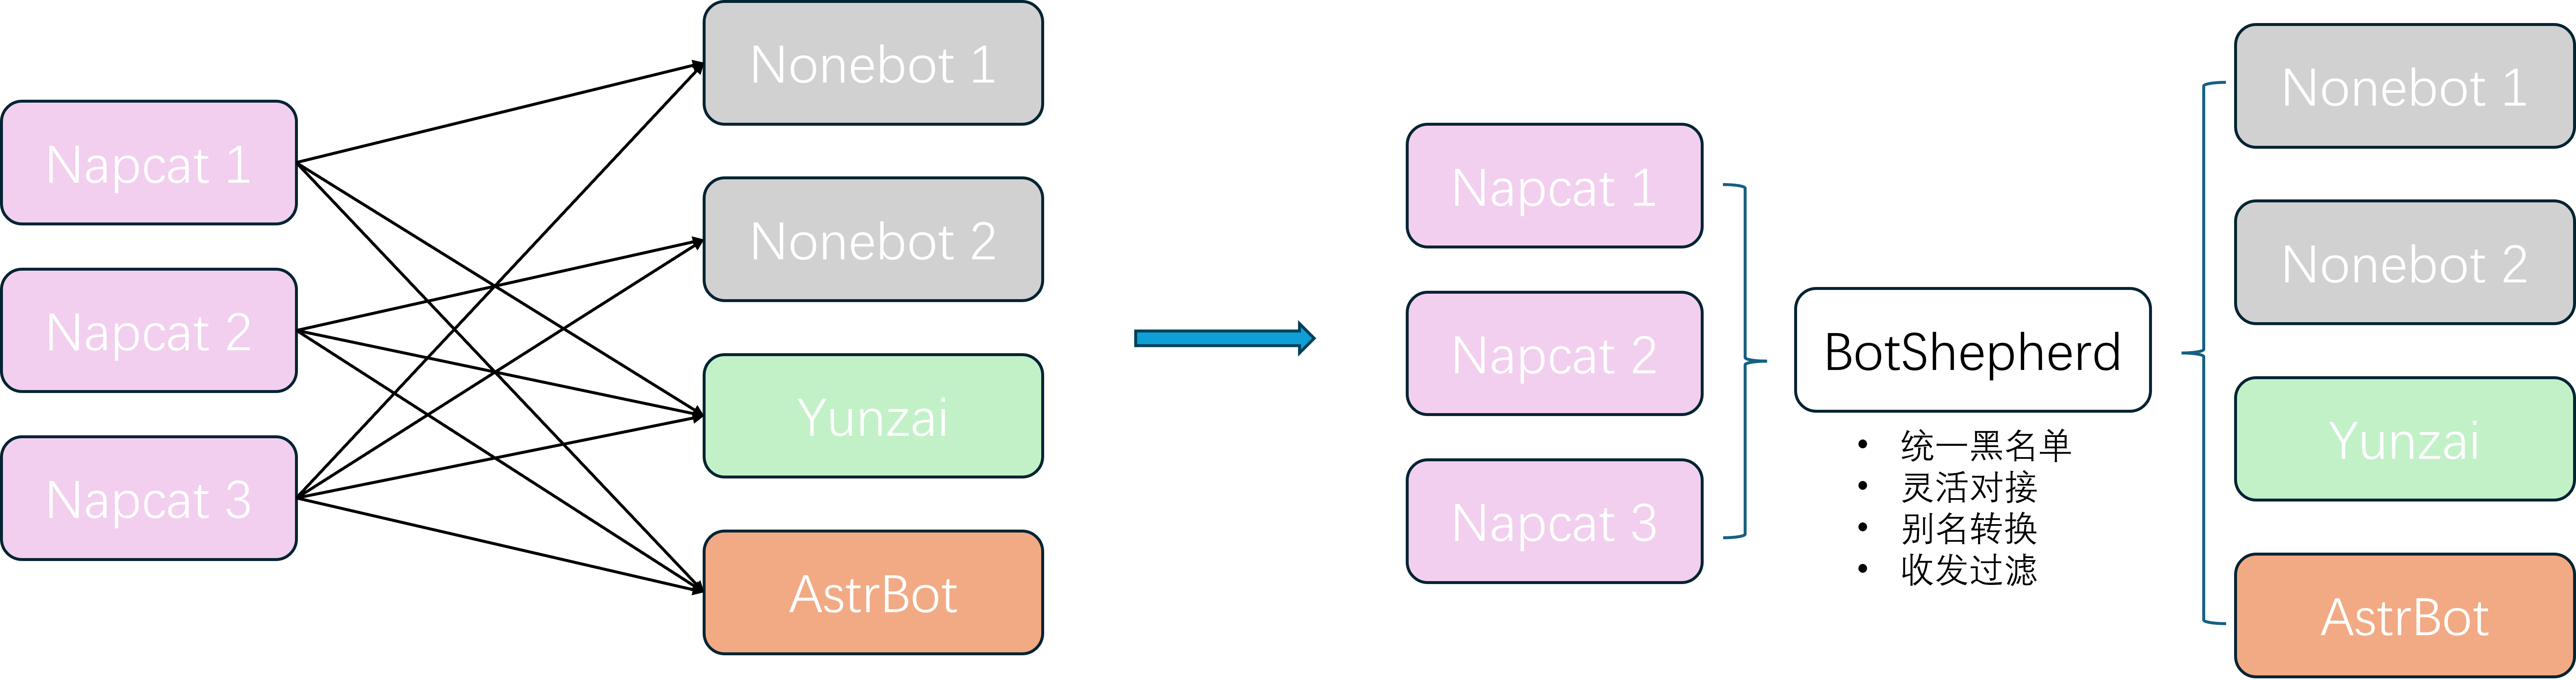 Napcat 1
Napcat 2
Napcat 3
Nonebot 1
Nonebot 2
Yunzai
AstrBot
Napcat 1
Napcat 2
Napcat 3
BotShepherd
• 统一黑名单
• 灵活对接
• 别名转换
• 收发过滤
Nonebot 1
Nonebot 2
Yunzai
AstrBot